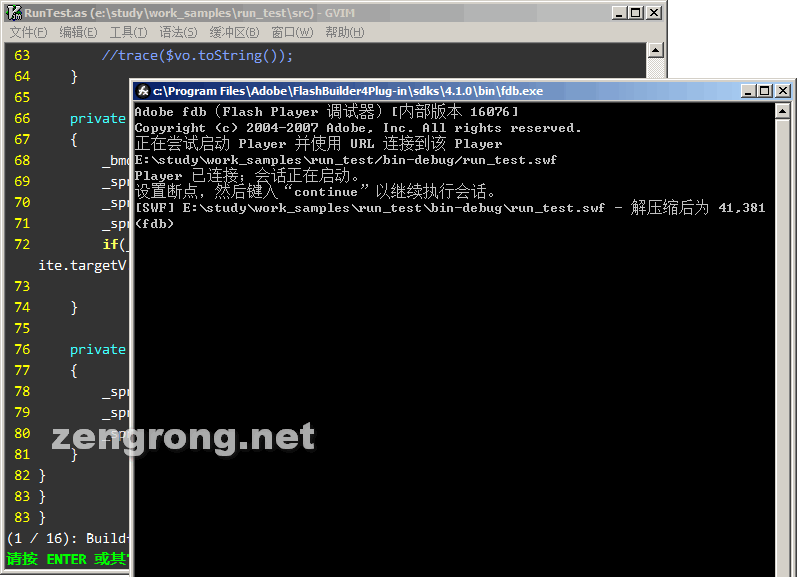 RunTest.as (e:\study\work_samples\run_test\src) - GVIM
文件(F) 编辑(E) 工具(T) 语法(S) 缓冲区(B) 窗口(W) 帮助(H)
63 //trace($vo.toString());
64 }
65
66 private
67 {
68 _bmd
69 _spr
70 _spr
71 _spr
72 if(_
ite.targetV
73
74 }
75
76 private
77 {
78 _spr
79 _spr
80 _spr
81 }
82 }
83 }
83 }
(1 / 16): Build
请按 ENTER 或其
c:\Program Files\Adobe\FlashBuilder4Plug-in\sdks\4.1.0\bin\fdb.exe
Adobe fdb (Flash Player 调试器) [内部版本 16076]
Copyright (c) 2004-2007 Adobe, Inc. All rights reserved.
正在尝试启动 Player 并使用 URL 连接到该 Player
E:\study\work_samples\run_test/bin-debug/run_test.swf
Player 已连接；会话正在启动。
设置断点，然后键入“continue”以继续执行会话。
[SWF] E:\study\work_samples\run_test\bin-debug\run_test.swf - 解压缩后为 41,381
(fdb)
zengrong.net